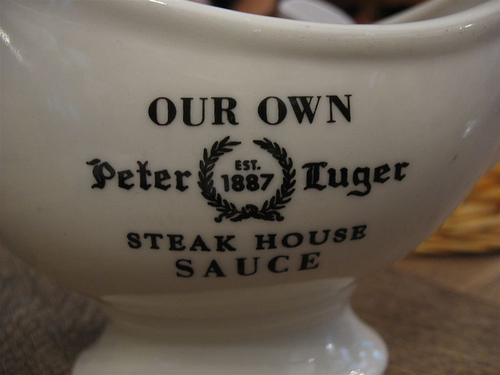 OUR OWN
Peter Luger
EST.
1887
STEAK HOUSE
SAUCE